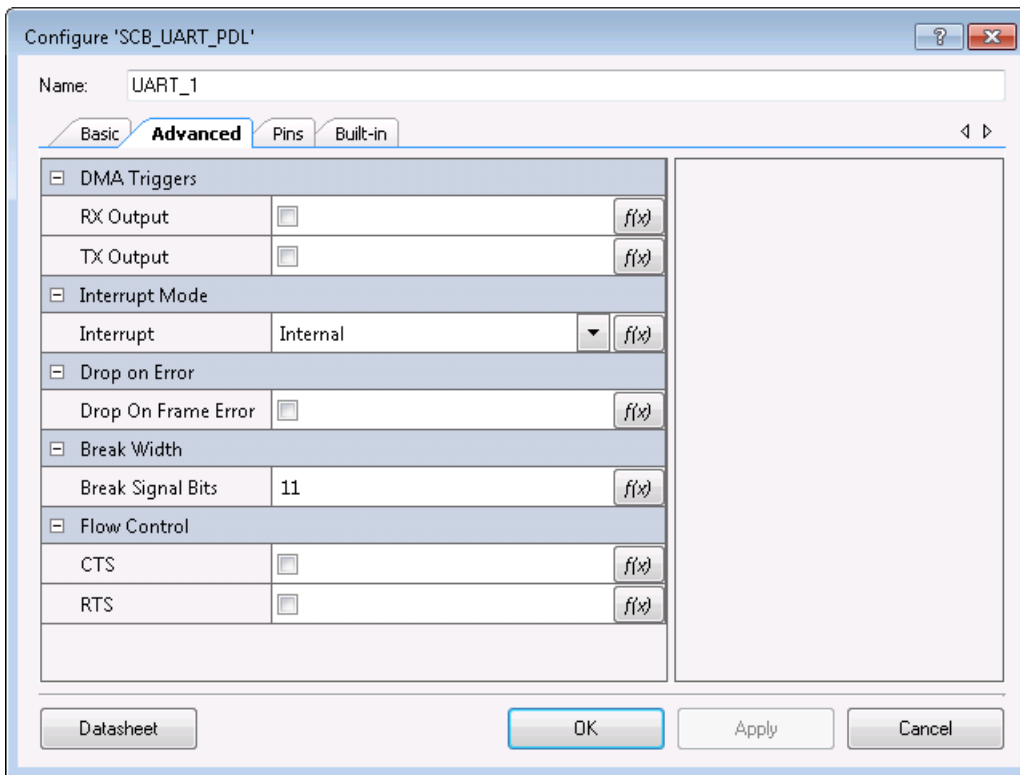 Configure 'SCB_UART_PDL'
?
Name: UART_1
Basic Advanced Pins Built-in
DMA Triggers
RX Output f(x)
TX Output f(x)
Interrupt Mode
Interrupt Internal f(x)
Drop on Error
Drop On Frame Error f(x)
Break Width
Break Signal Bits 11 f(x)
Flow Control
CTS f(x)
RTS f(x)
Datasheet OK Apply Cancel